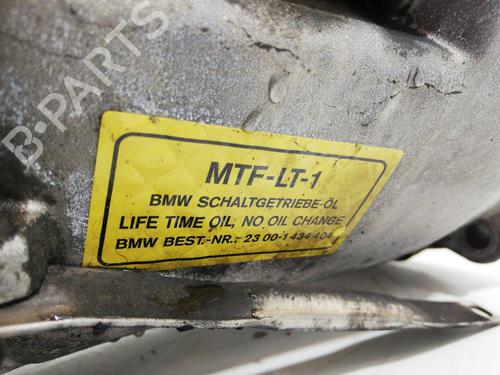 B-PARTS
MTF-LT-1
BMW SCHALTGETRIEBE-ÖL
LIFE TIME OIL, NO OIL CHANGE
BMW BEST.-NR.: 23 00-1 434 404